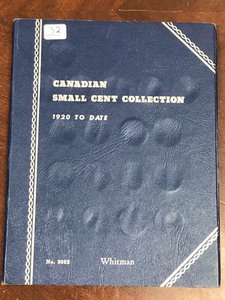 32
CANADIAN
SMALL CENT COLLECTION
1920 TO DATE
No. 9062 Whitman